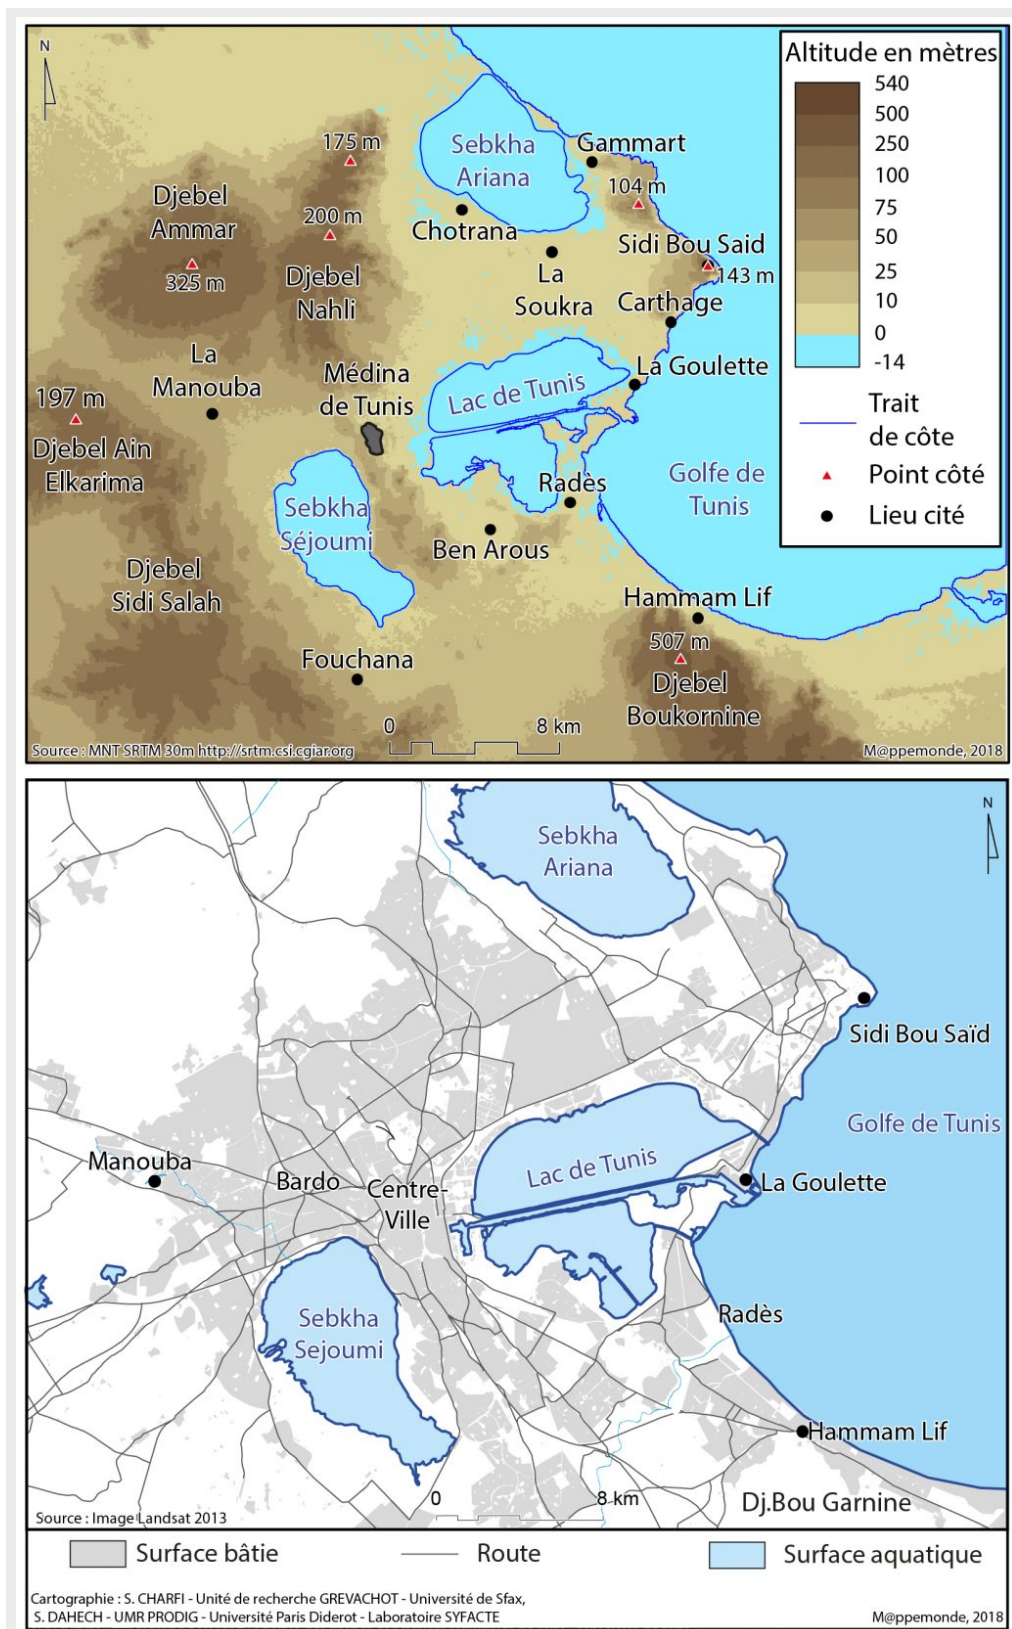 N
Altitude en mètres
540
500
250
100
75
50
25
10
0
-14
Trait
de côte
Point côté
Lieu cité
Sebkha
Ariana
Gammart
175 m
104 m
Djebel
Ammar
200 m
Chotrana
Sidi Bou Said
143 m
325 m
Djebel
Nahli
La
Soukra
Carthage
La
Manouba
Médina
de Tunis
Lac de Tunis
La Goulette
197 m
Djebel Ain
Elkarima
Sebkha
Séjoumi
Radès
Golfe de
Tunis
Ben Arous
Djebel
Sidi Salah
Hammam Lif
507 m
Fouchana
Djebel
Boukornine
0 8 km
Source : MNT SRTM 30m http://srtm.csi.cgiar.org
M@ppemonde, 2018
N
Sebkha
Ariana
Sidi Bou Saïd
Golfe de Tunis
Manouba
Bardo
Centre-
Ville
Lac de Tunis
La Goulette
Sebkha
Sejoumi
Radès
Hammam Lif
0 8 km
Dj.Bou Garnine
Source : Image Landsat 2013
Surface bâtie
Route
Surface aquatique
Cartographie : S. CHARFI - Unité de recherche GREVACHOT - Université de Sfax,
S. DAHECH - UMR PRODIG - Université Paris Diderot - Laboratoire SYFACTE
M@ppemonde, 2018